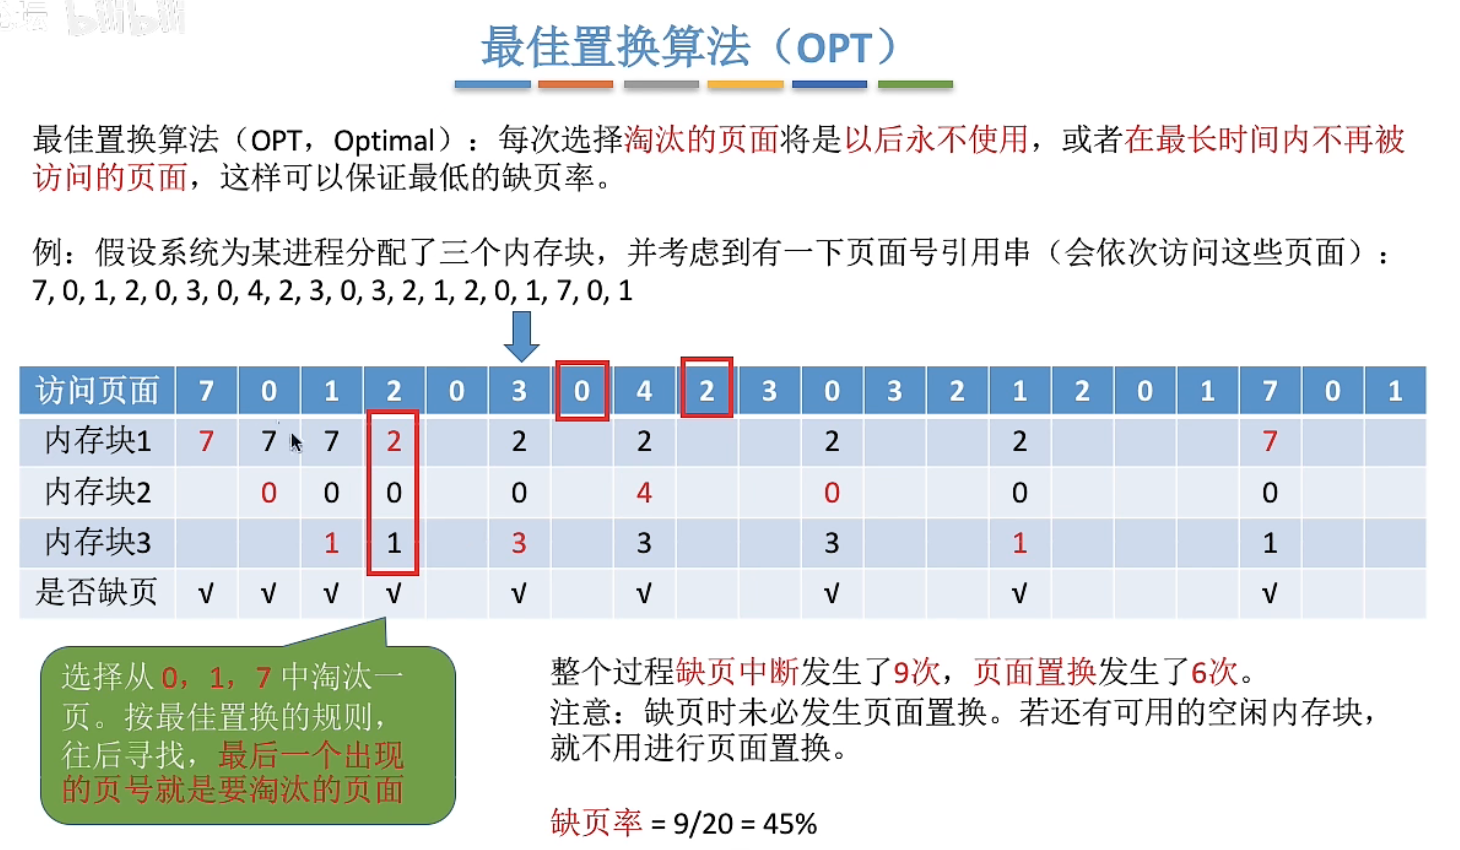 bilibili
最佳置换算法（OPT）
最佳置换算法（OPT，Optimal）：每次选择淘汰的页面将是以后永不使用，或者在最长时间内不再被
访问的页面，这样可以保证最低的缺页率。
例：假设系统为某进程分配了三个内存块，并考虑到有一下页面号引用串（会依次访问这些页面）：
7, 0, 1, 2, 0, 3, 0, 4, 2, 3, 0, 3, 2, 1, 2, 0, 1, 7, 0, 1
访问页面 7 0 1 2 0 3 0 4 2 3 0 3 2 1 2 0 1 7 0 1
内存块1 7 7 7 2 2 2 2 2 7
内存块2 0 0 0 0 4 0 0 0
内存块3 1 1 3 3 3 1 1
是否缺页 √ √ √ √ √ √ √ √ √
选择从 0，1，7 中淘汰一
页。按最佳置换的规则，
往后寻找，最后一个出现
的页号就是要淘汰的页面
整个过程缺页中断发生了9次，页面置换发生了6次。
注意：缺页时未必发生页面置换。若还有可用的空闲内存块，
就不用进行页面置换。
缺页率 = 9/20 = 45%